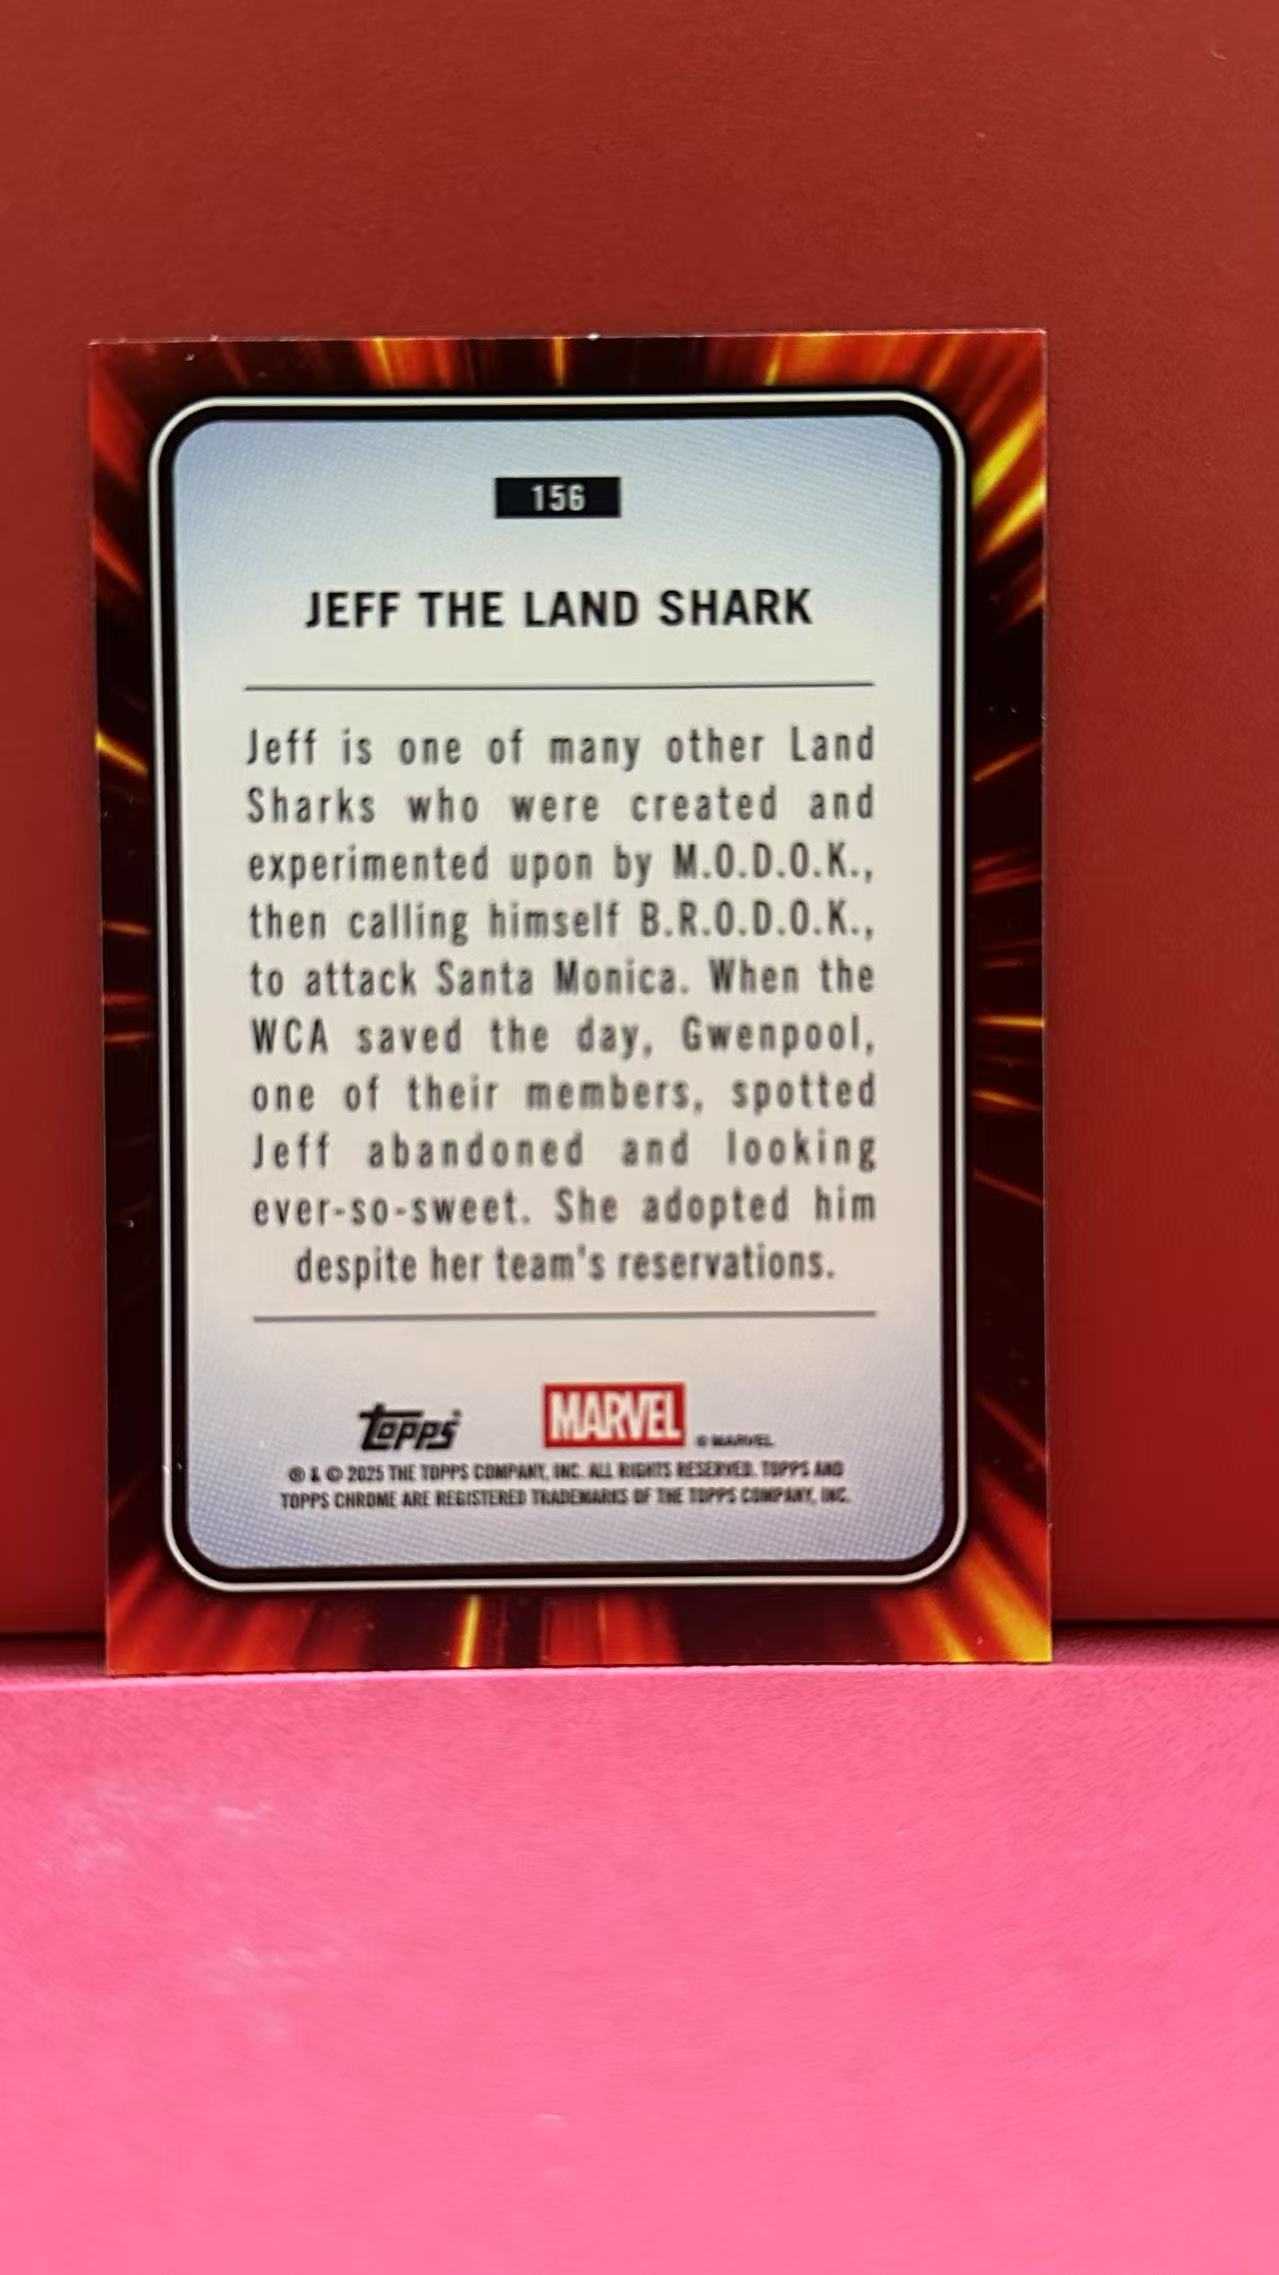 156
JEFF THE LAND SHARK
Jeff is one of many other Land
Sharks who were created and
experimented upon by M.O.D.O.K.,
then calling himself B.R.O.D.O.K.,
to attack Santa Monica. When the
WCA saved the day, Gwenpool,
one of their members, spotted
Jeff abandoned and looking
ever-so-sweet. She adopted him
despite her team's reservations.
Topps MARVEL © MARVEL
® & © 2025 THE TOPPS COMPANY, INC. ALL RIGHTS RESERVED. TOPPS AND
TOPPS CHROME ARE REGISTERED TRADEMARKS OF THE TOPPS COMPANY, INC.